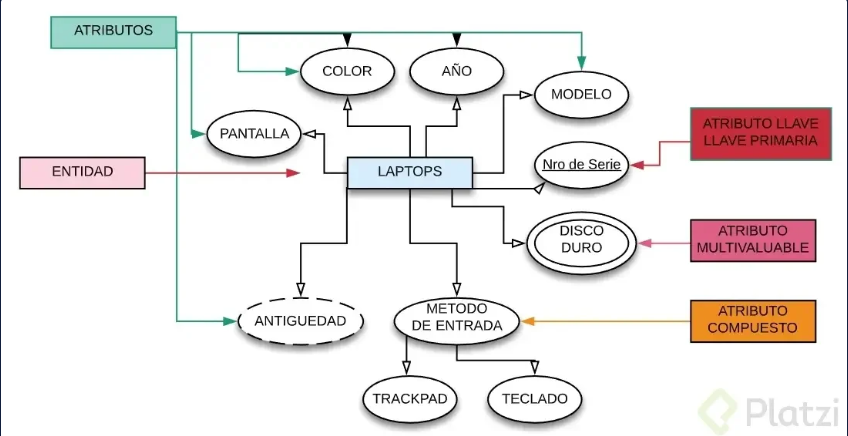 ATRIBUTOS
COLOR
AÑO
MODELO
PANTALLA
ATRIBUTO LLAVE
LLAVE PRIMARIA
ENTIDAD
LAPTOPS
Nro de Serie
DISCO
DURO
ATRIBUTO
MULTIVALUABLE
ANTIGUEDAD
METODO
DE ENTRADA
ATRIBUTO
COMPUESTO
TRACKPAD
TECLADO
Platzi